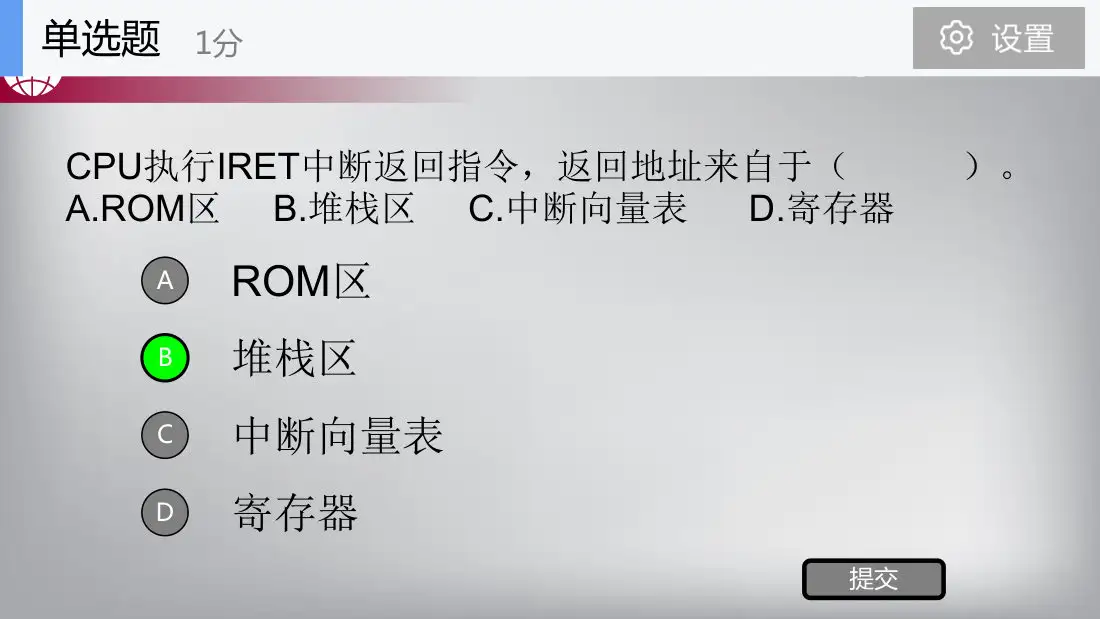 单选题 1分
设置
CPU执行IRET中断返回指令，返回地址来自于（ ）。
A.ROM区 B.堆栈区 C.中断向量表 D.寄存器
A ROM区
B 堆栈区
C 中断向量表
D 寄存器
提交